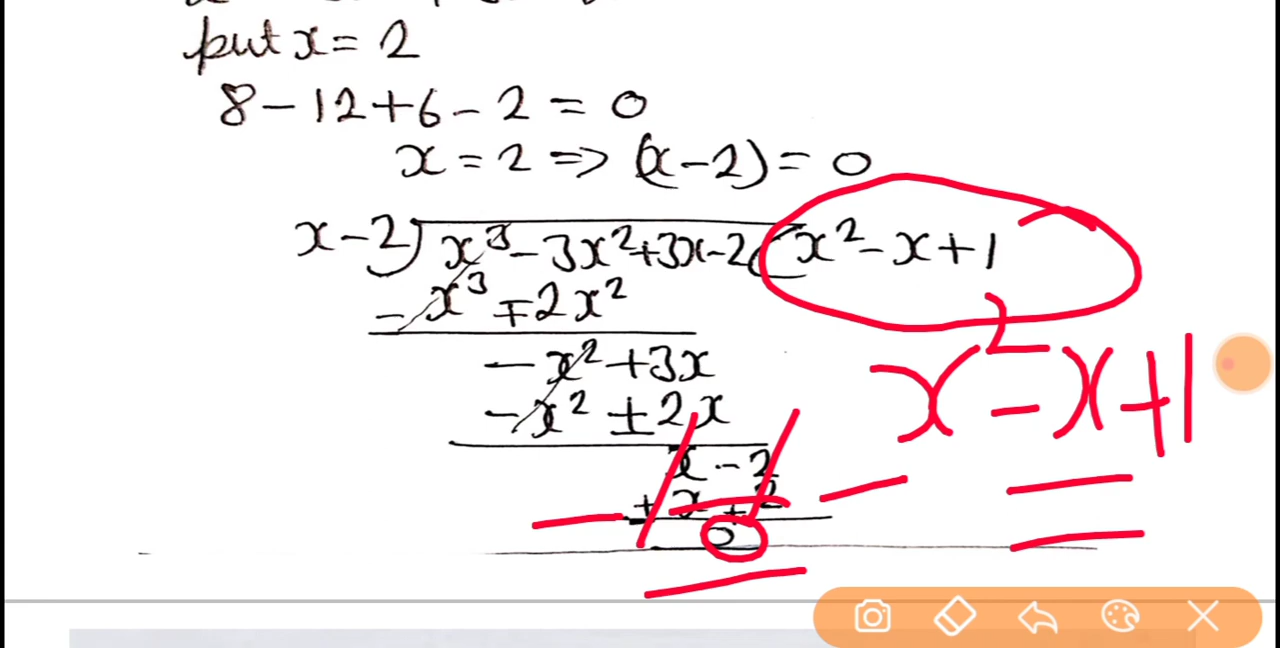 put x = 2
8 - 12 + 6 - 2 = 0
x = 2 => (x - 2) = 0
x - 2) x³ - 3x² + 3x - 2 ( x² - x + 1
- x³ ∓ 2x²
- x² + 3x
- x² ± 2x
x² - x + 1
x - 2
± x ∓ 2
0